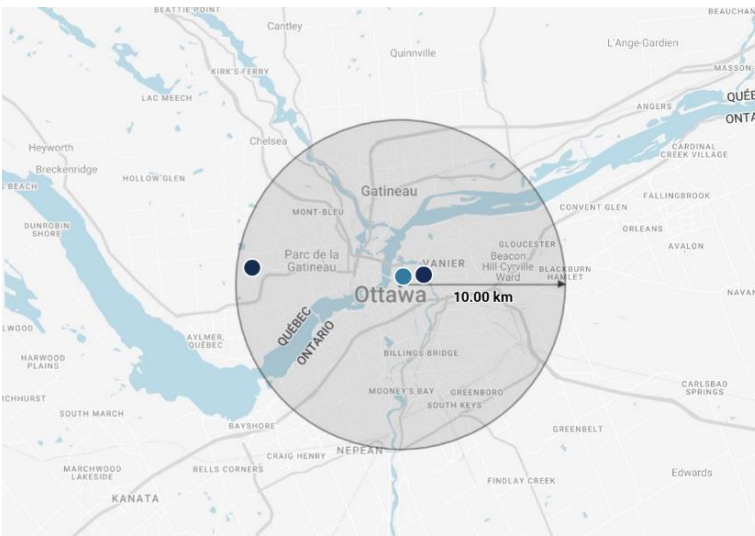 BEATTIE-POINT
BEAUCHAM
Cantley
L'Ange-Gardien
Quinnville
KIRK'S-FERRY
MASSON-
LAC MEECH
QUÉB
ANGERS
ONTA
Chelsea
Heyworth
CARDINAL
CREEK VILLAGE
Breckenridge
HOLLOW GLEN
S BEACH
Gatineau
FALLINGBROOK
CONVENT GLEN
MONT-BLEU
DUNROBIN
SHORE
ORLEANS
GLOUCESTER
AVALON
Parc de la
Gatineau
VANIER
Beacon
Hill-Cyrville
Ward
BLACKBURN
HAMLET
Ottawa
10.00 km
NAVAN
LWOOD
QUÉBEC
ONTARIO
AYLMER,
QUÉBEC
HARWOOD
PLAINS
BILLINGS BRIDGE
CARLSBAD
SPRINGS
MOONEY'S BAY
GREENBORO
RCHHURST
SOUTH KEYS
SOUTH MARCH
BAYSHORE
GREENBELT
NEPEAN
CRAIG HENRY
MARCHWOOD
LAKESIDE
BELLS CORNERS
Edwards
FINDLAY CREEK
KANATA